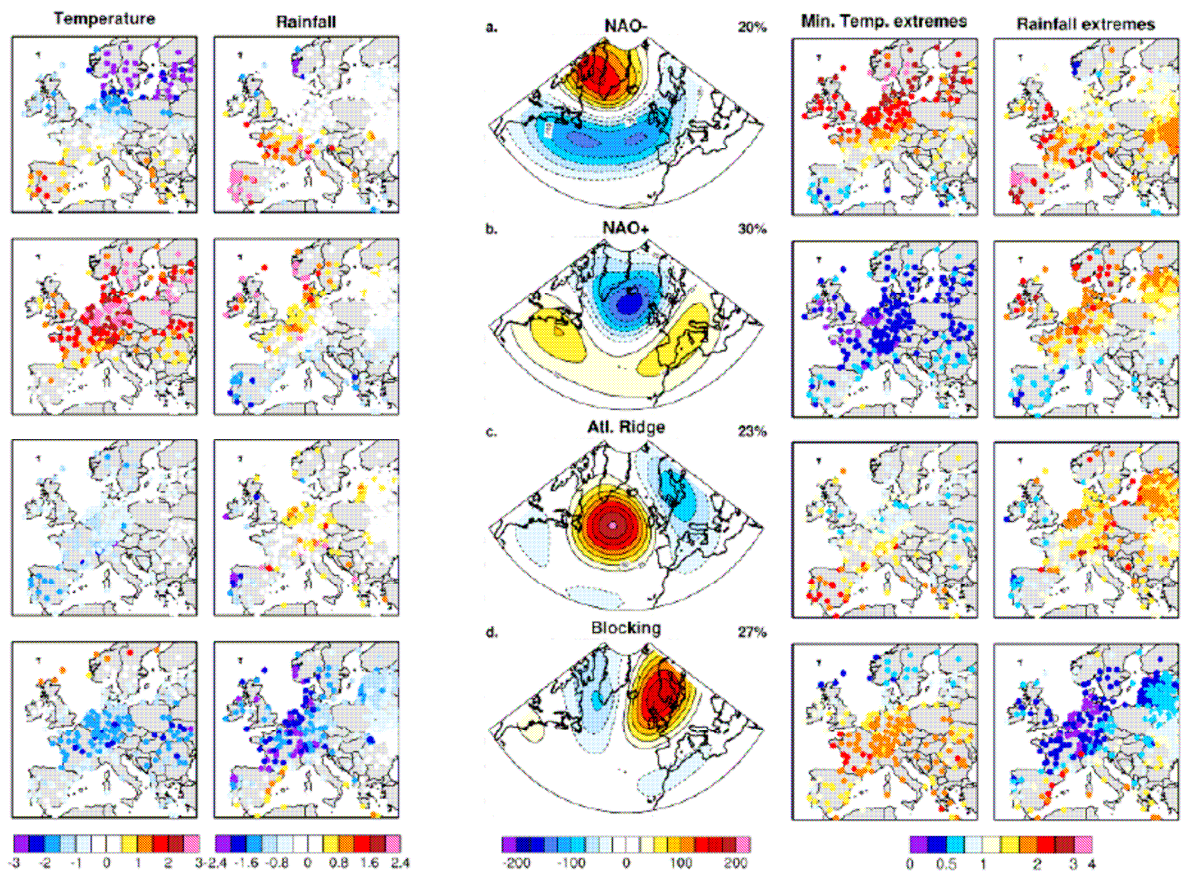 Temperature
Rainfall
a.
NAO-
20%
Min. Temp. extremes
Rainfall extremes
b.
NAO+
30%
c.
Atl. Ridge
23%
d.
Blocking
27%
-3 -2 -1 0 1 2 3
-2.4 -1.6 -0.8 0 0.8 1.6 2.4
-200 -100 0 100 200
0 0.5 1 2 3 4